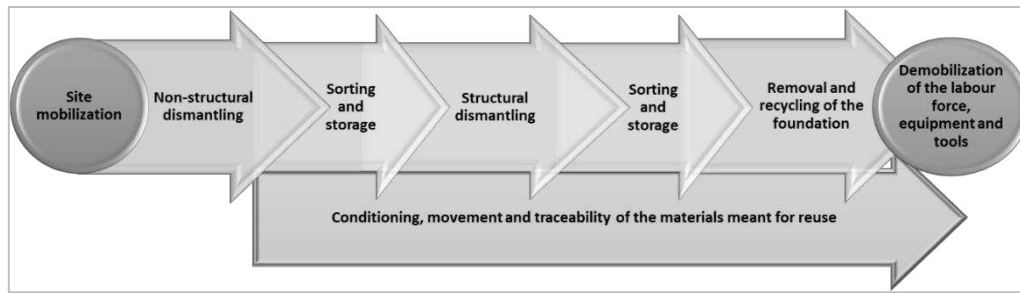 Site
mobilization
Non-structural
dismantling
Sorting
and
storage
Structural
dismantling
Sorting
and
storage
Removal and
recycling of the
foundation
Demobilization
of the labour
force,
equipment and
tools
Conditioning, movement and traceability of the materials meant for reuse